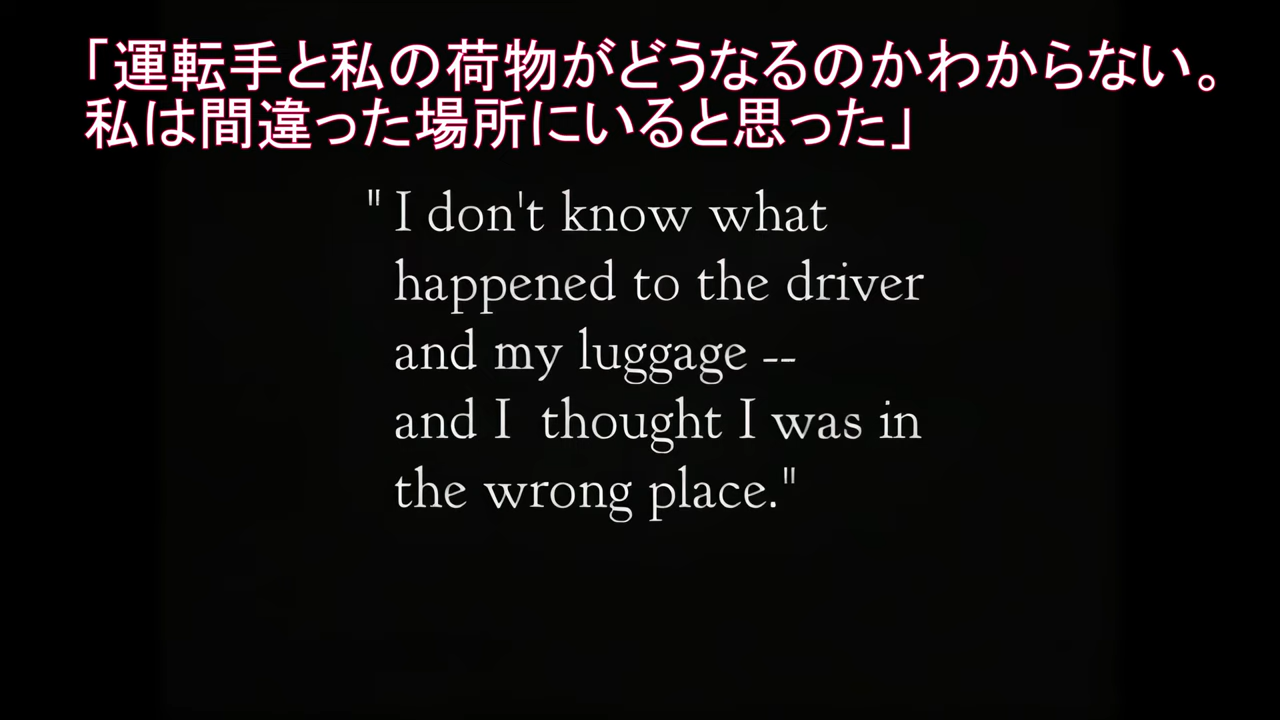 「運転手と私の荷物がどうなるのかわからない。
私は間違った場所にいると思った」
" I don't know what
happened to the driver
and my luggage --
and I  thought I was in
the wrong place."